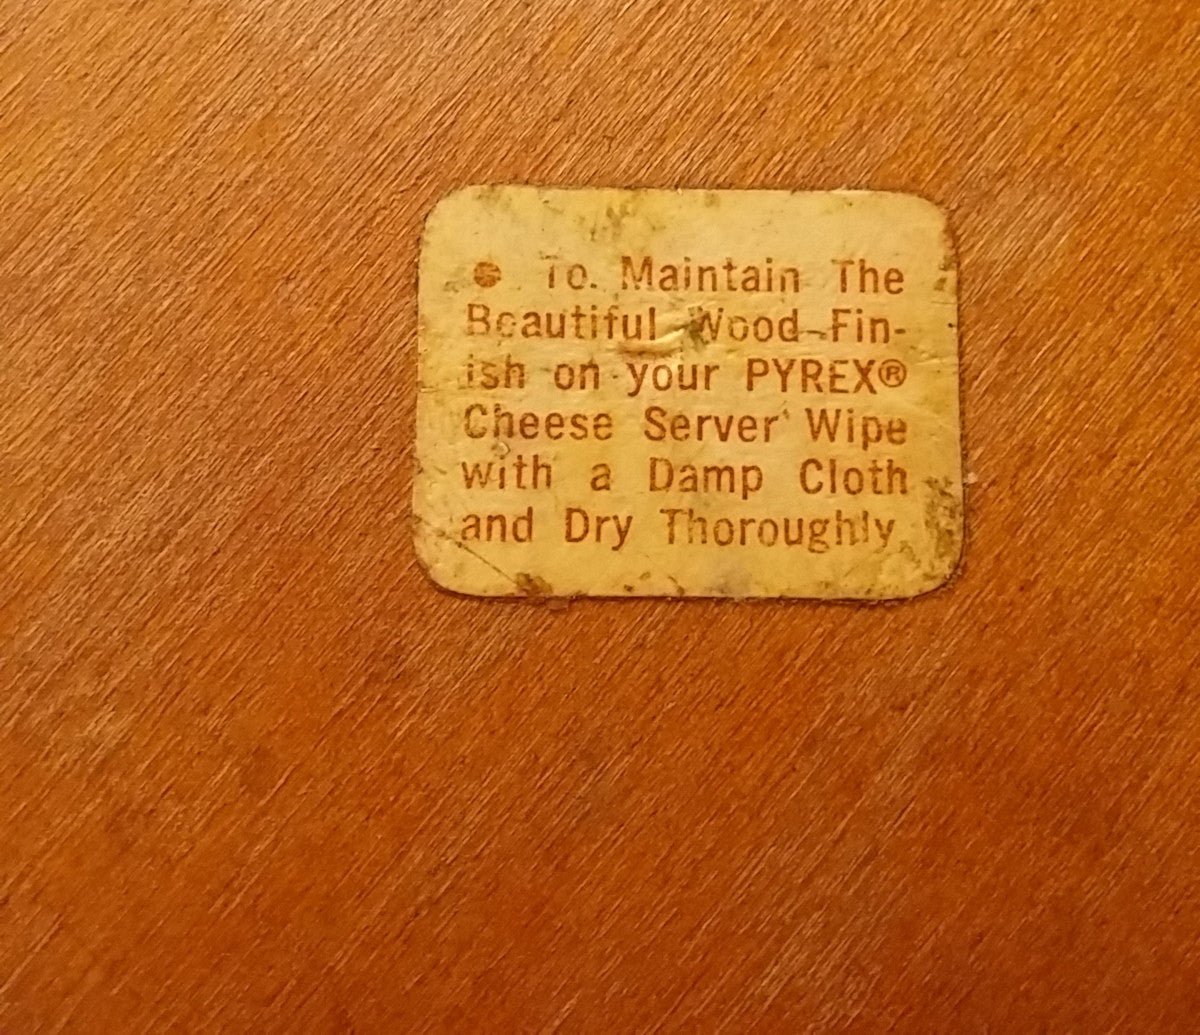 ● To Maintain The
Beautiful Wood Fin-
ish on your PYREX®
Cheese Server Wipe
with a Damp Cloth
and Dry Thoroughly